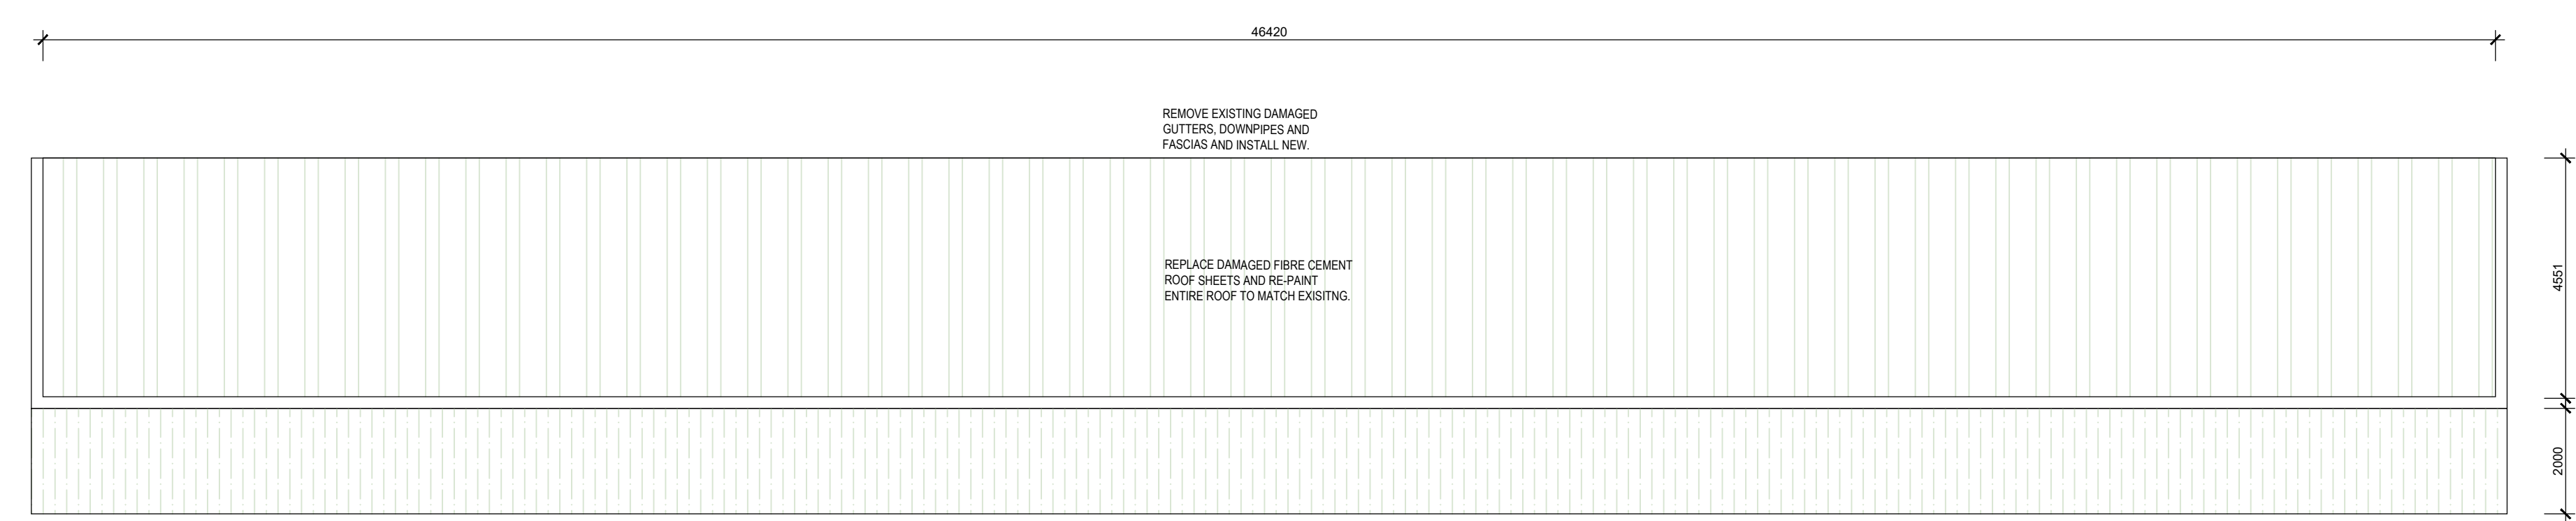 46420
REMOVE EXISTING DAMAGED
GUTTERS, DOWNPIPES AND
FASCIAS AND INSTALL NEW.
REPLACE DAMAGED FIBRE CEMENT
ROOF SHEETS AND RE-PAINT
ENTIRE ROOF TO MATCH EXISITNG.
4551
2000